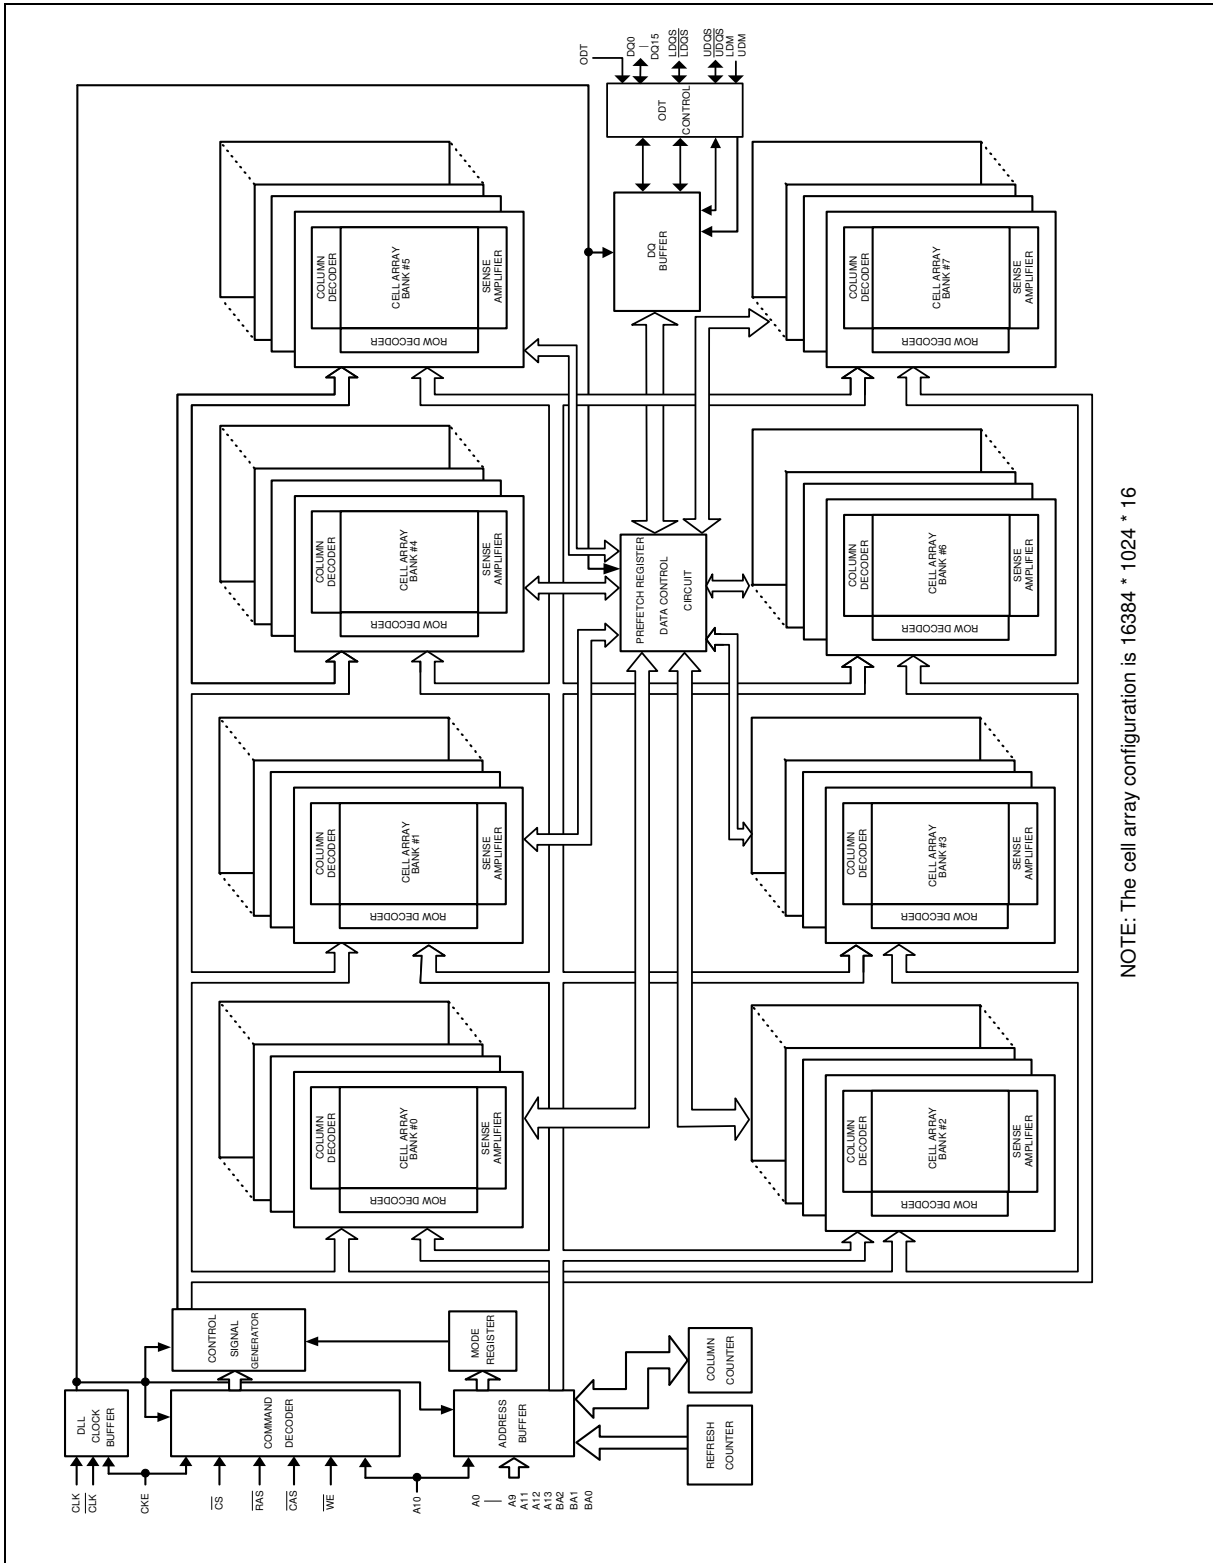 CLK
CLK
CKE
CS
RAS
CAS
WE
A10
A0
A9
A11
A12
A13
BA2
BA1
BA0
DLL
CLOCK
BUFFER
COMMAND
DECODER
ADDRESS
BUFFER
REFRESH
COUNTER
COLUMN
COUNTER
CONTROL
SIGNAL
GENERATOR
MODE
REGISTER
COLUMN
DECODER
CELL ARRAY
BANK #0
SENSE
AMPLIFIER
ROW DECODER
COLUMN
DECODER
CELL ARRAY
BANK #1
SENSE
AMPLIFIER
ROW DECODER
COLUMN
DECODER
CELL ARRAY
BANK #4
SENSE
AMPLIFIER
ROW DECODER
COLUMN
DECODER
CELL ARRAY
BANK #5
SENSE
AMPLIFIER
ROW DECODER
COLUMN
DECODER
CELL ARRAY
BANK #2
SENSE
AMPLIFIER
ROW DECODER
COLUMN
DECODER
CELL ARRAY
BANK #3
SENSE
AMPLIFIER
ROW DECODER
COLUMN
DECODER
CELL ARRAY
BANK #6
SENSE
AMPLIFIER
ROW DECODER
COLUMN
DECODER
CELL ARRAY
BANK #7
SENSE
AMPLIFIER
ROW DECODER
PREFETCH REGISTER
DATA CONTROL
CIRCUIT
DQ
BUFFER
ODT
CONTROL
ODT
DQ0
DQ15
LDQS
LDQS
UDQS
UDQS
LDM
UDM
NOTE: The cell array configuration is 16384 * 1024 * 16